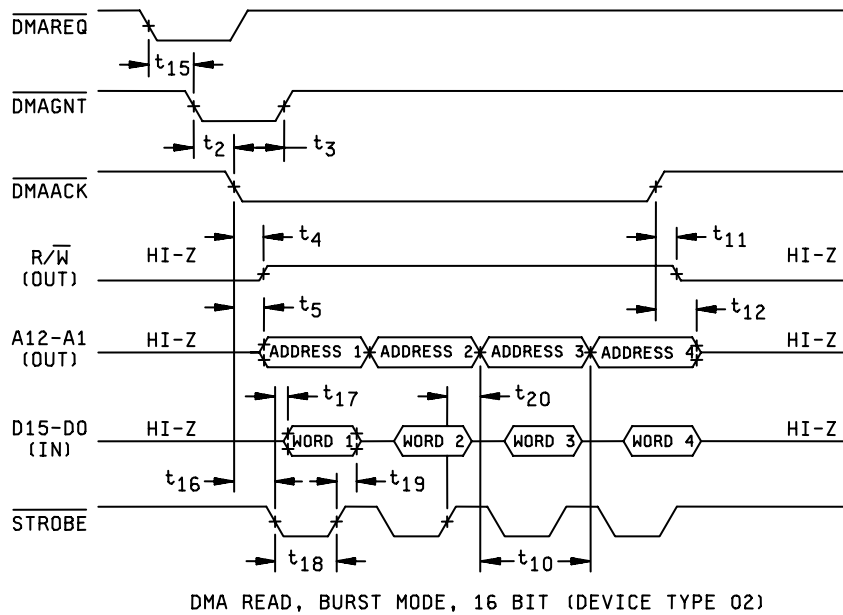 DMAREQ
t15
DMAGNT
t2 t3
DMAACK
t4 t11
R/W HI-Z HI-Z
(OUT)
t5 t12
A12-A1 HI-Z ADDRESS 1 ADDRESS 2 ADDRESS 3 ADDRESS 4 HI-Z
(OUT)
t17 t20
D15-D0 HI-Z WORD 1 WORD 2 WORD 3 WORD 4 HI-Z
(IN)
t16 t19
STROBE
t18 t10
DMA READ, BURST MODE, 16 BIT (DEVICE TYPE 02)